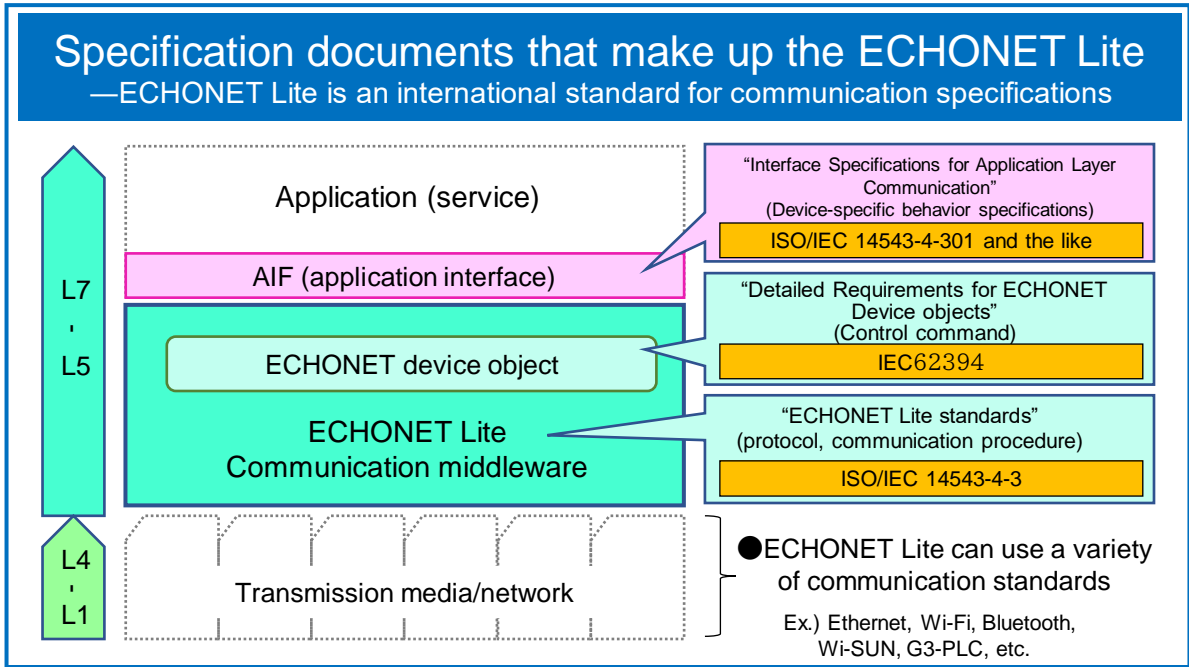 Specification documents that make up the ECHONET Lite
—ECHONET Lite is an international standard for communication specifications
L7
-
L5
Application (service)
AIF (application interface)
ECHONET device object
ECHONET Lite
Communication middleware
“Interface Specifications for Application Layer
Communication”
(Device-specific behavior specifications)
ISO/IEC 14543-4-301 and the like
“Detailed Requirements for ECHONET
Device objects”
(Control command)
IEC62394
“ECHONET Lite standards”
(protocol, communication procedure)
ISO/IEC 14543-4-3
L4
-
L1
Transmission media/network
●ECHONET Lite can use a variety
of communication standards
Ex.) Ethernet, Wi-Fi, Bluetooth,
Wi-SUN, G3-PLC, etc.